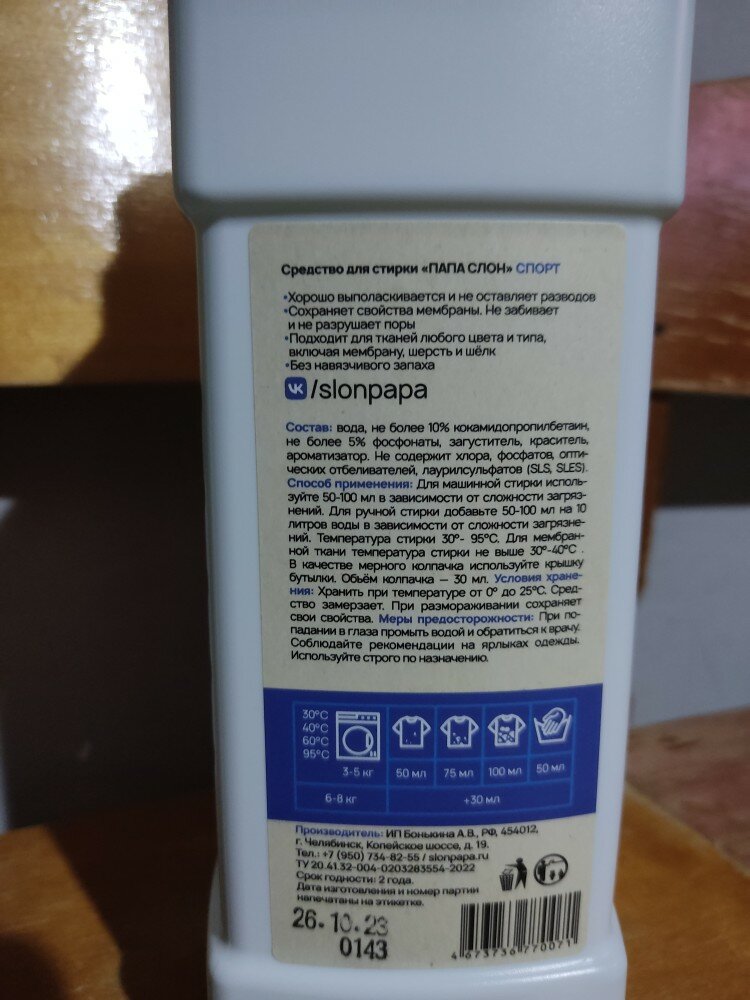 Средство для стирки «ПАПА СЛОН» СПОРТ
•Хорошо выполаскивается и не оставляет разводов
•Сохраняет свойства мембраны. Не забивает
и не разрушает поры
•Подходит для тканей любого цвета и типа,
включая мембрану, шерсть и шёлк
•Без навязчивого запаха
/slonpapa
Состав: вода, не более 10% кокамидопропилбетаин,
не более 5% фосфонаты, загуститель, краситель,
ароматизатор. Не содержит хлора, фосфатов, опти-
ческих отбеливателей, лаурилсульфатов (SLS, SLES).
Способ применения: Для машинной стирки исполь-
зуйте 50-100 мл в зависимости от сложности загряз-
нений. Для ручной стирки добавьте 50-100 мл на 10
литров воды в зависимости от сложности загрязне-
ний. Температура стирки 30°- 95°С. Для мембран-
ной ткани температура стирки не выше 30°-40°С .
В качестве мерного колпачка используйте крышку
бутылки. Объём колпачка — 30 мл. Условия хране-
ния: Хранить при температуре от 0° до 25°С. Сред-
ство замерзает. При размораживании сохраняет
свои свойства. Меры предосторожности: При по-
падании в глаза промыть водой и обратиться к врачу.
Соблюдайте рекомендации на ярлыках одежды.
Используйте строго по назначению.
30°С
40°С
60°С
95°С
3-5 кг 50 мл 75 мл 100 мл 50 мл
6-8 кг +30 мл
Производитель: ИП Бонькина А.В., РФ, 454012,
г. Челябинск, Копейское шоссе, д. 19.
Тел.: +7 (950) 734-82-55 / slonpapa.ru
ТУ 20.41.32-004-0203283554-2022
Срок годности: 2 года.
Дата изготовления и номер партии
напечатаны на этикетке.
26.10.23
0143
4673736770071